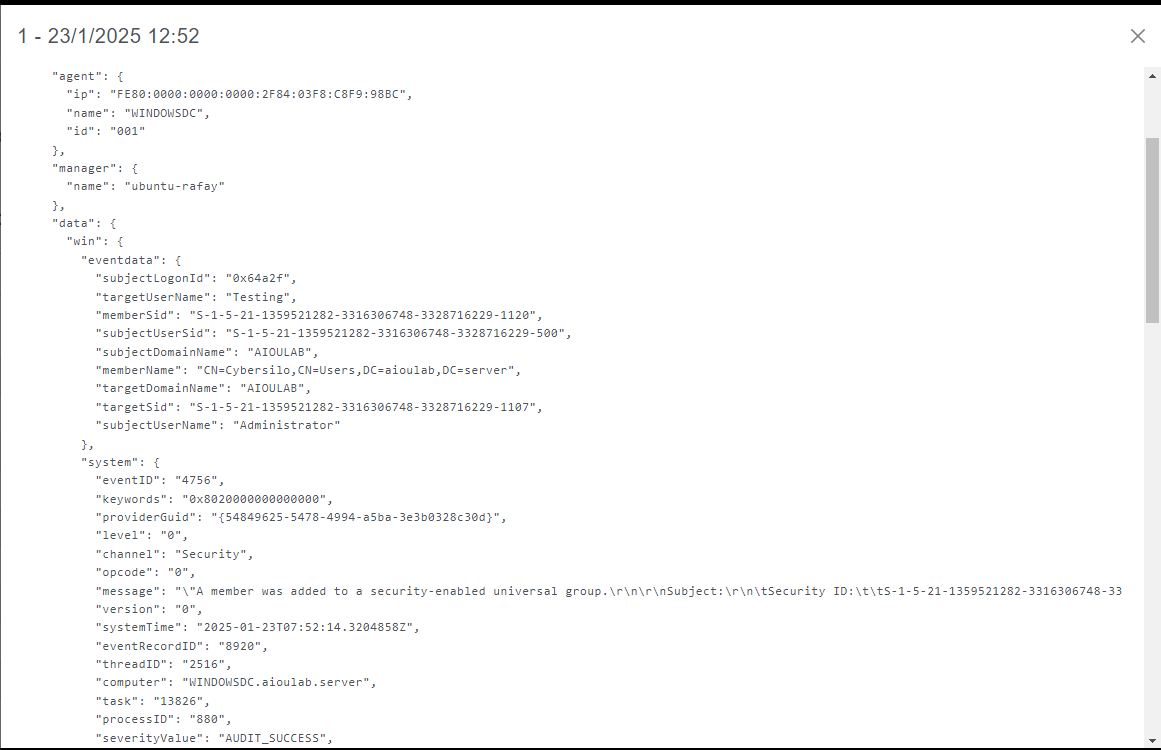 1 - 23/1/2025 12:52
"agent": {
"ip": "FE80:0000:0000:0000:2F84:03F8:C8F9:98BC",
"name": "WINDOWSDC",
"id": "001"
},
"manager": {
"name": "ubuntu-rafay"
},
"data": {
"win": {
"eventdata": {
"subjectLogonId": "0x64a2f",
"targetUserName": "Testing",
"memberSid": "S-1-5-21-1359521282-3316306748-3328716229-1120",
"subjectUserSid": "S-1-5-21-1359521282-3316306748-3328716229-500",
"subjectDomainName": "AIOULAB",
"memberName": "CN=Cybersilo,CN=Users,DC=aioulab,DC=server",
"targetDomainName": "AIOULAB",
"targetSid": "S-1-5-21-1359521282-3316306748-3328716229-1107",
"subjectUserName": "Administrator"
},
"system": {
"eventID": "4756",
"keywords": "0x8020000000000000",
"providerGuid": "{54849625-5478-4994-a5ba-3e3b0328c30d}",
"level": "0",
"channel": "Security",
"opcode": "0",
"message": "\"A member was added to a security-enabled universal group.\r\n\r\nSubject:\r\n\tSecurity ID:\t\tS-1-5-21-1359521282-3316306748-33
"version": "0",
"systemTime": "2025-01-23T07:52:14.3204858Z",
"eventRecordID": "8920",
"threadID": "2516",
"computer": "WINDOWSDC.aioulab.server",
"task": "13826",
"processID": "880",
"severityValue": "AUDIT_SUCCESS",